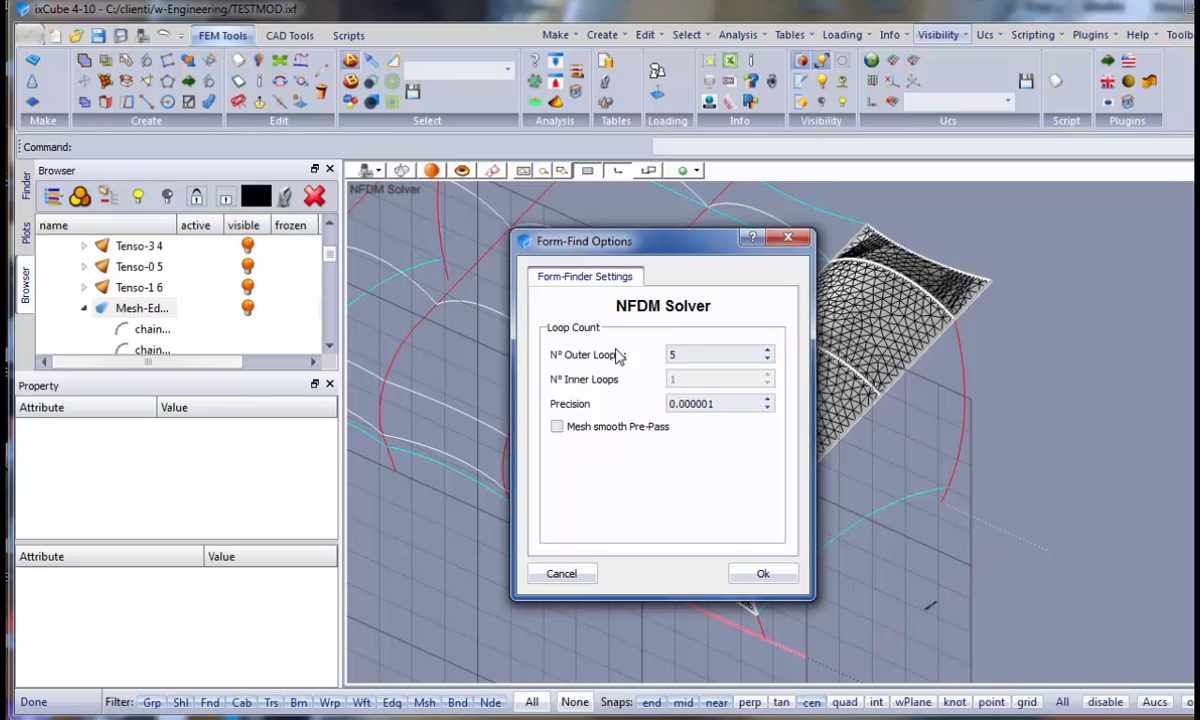 ixCube 4-10 - C:/clienti/w-Engineering/TESTMOD.ixf
FEM Tools CAD Tools Scripts
Make Create Edit Select Analysis Tables Loading Info Visibility Ucs Scripting Plugins Help Toolb
Make Create Edit Select Analysis Tables Loading Info Visibility Ucs Script Plugins
Command:
Browser
Finder
Plots
Browser
name active visible frozen
Tenso-3 4
Tenso-0 5
Tenso-1 6
Mesh-Ed...
chain...
chain...
Property
Attribute Value
Attribute Value
NFDM Solver
Form-Find Options
Form-Finder Settings
NFDM Solver
Loop Count
N° Outer Loop
5
N° Inner Loops
1
Precision
0.000001
Mesh smooth Pre-Pass
Cancel Ok
Done Filter: Grp Shl Fnd Cab Trs Bm Wrp Wft Edg Msh Bnd Nde All None Snaps: end mid near perp tan cen quad int wPlane knot point grid All disable Aucs